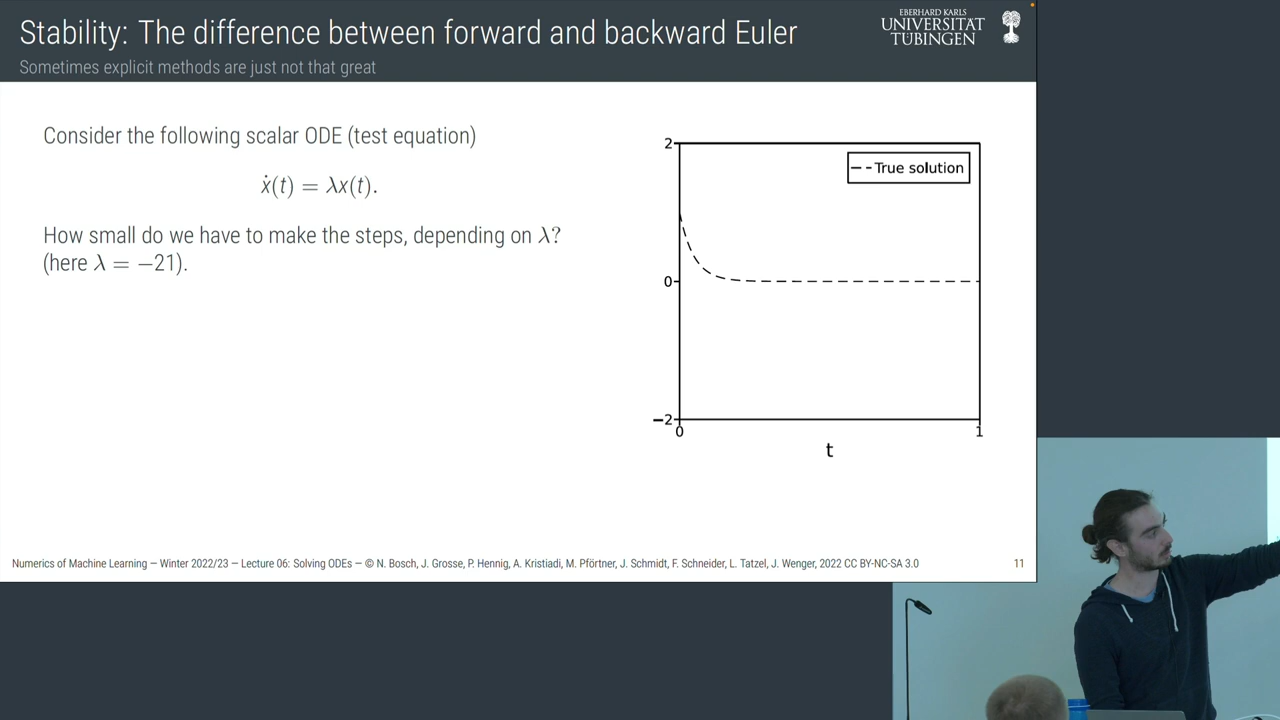 Stability: The difference between forward and backward Euler
Sometimes explicit methods are just not that great
EBERHARD KARLS
UNIVERSITÄT
TÜBINGEN
Consider the following scalar ODE (test equation)
ẋ(t) = λx(t).
How small do we have to make the steps, depending on λ?
(here λ = −21).
2
True solution
0
−2
0
1
t
Numerics of Machine Learning — Winter 2022/23 — Lecture 06: Solving ODEs — © N. Bosch, J. Grosse, P. Hennig, A. Kristiadi, M. Pförtner, J. Schmidt, F. Schneider, L. Tatzel, J. Wenger, 2022 CC BY-NC-SA 3.0
11